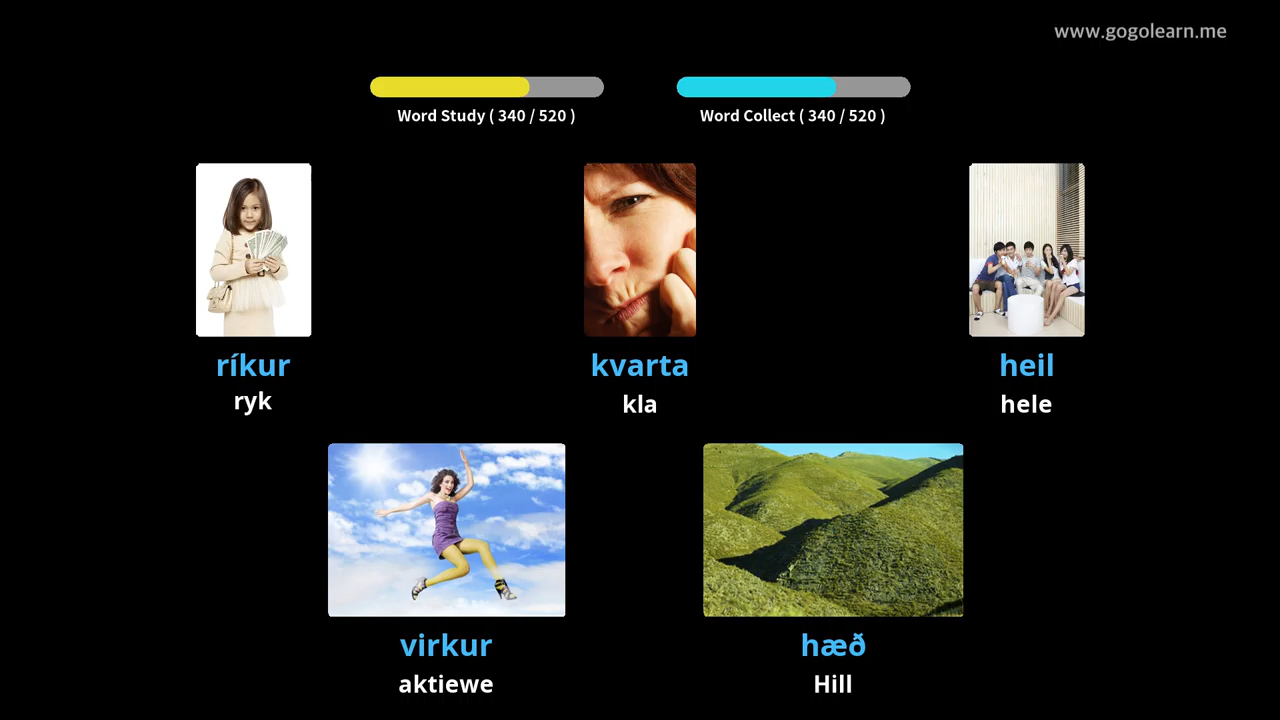 www.gogolearn.me
Word Study ( 340 / 520 )
Word Collect ( 340 / 520 )
ríkur
ryk
kvarta
kla
heil
hele
virkur
aktiewe
hæð
Hill